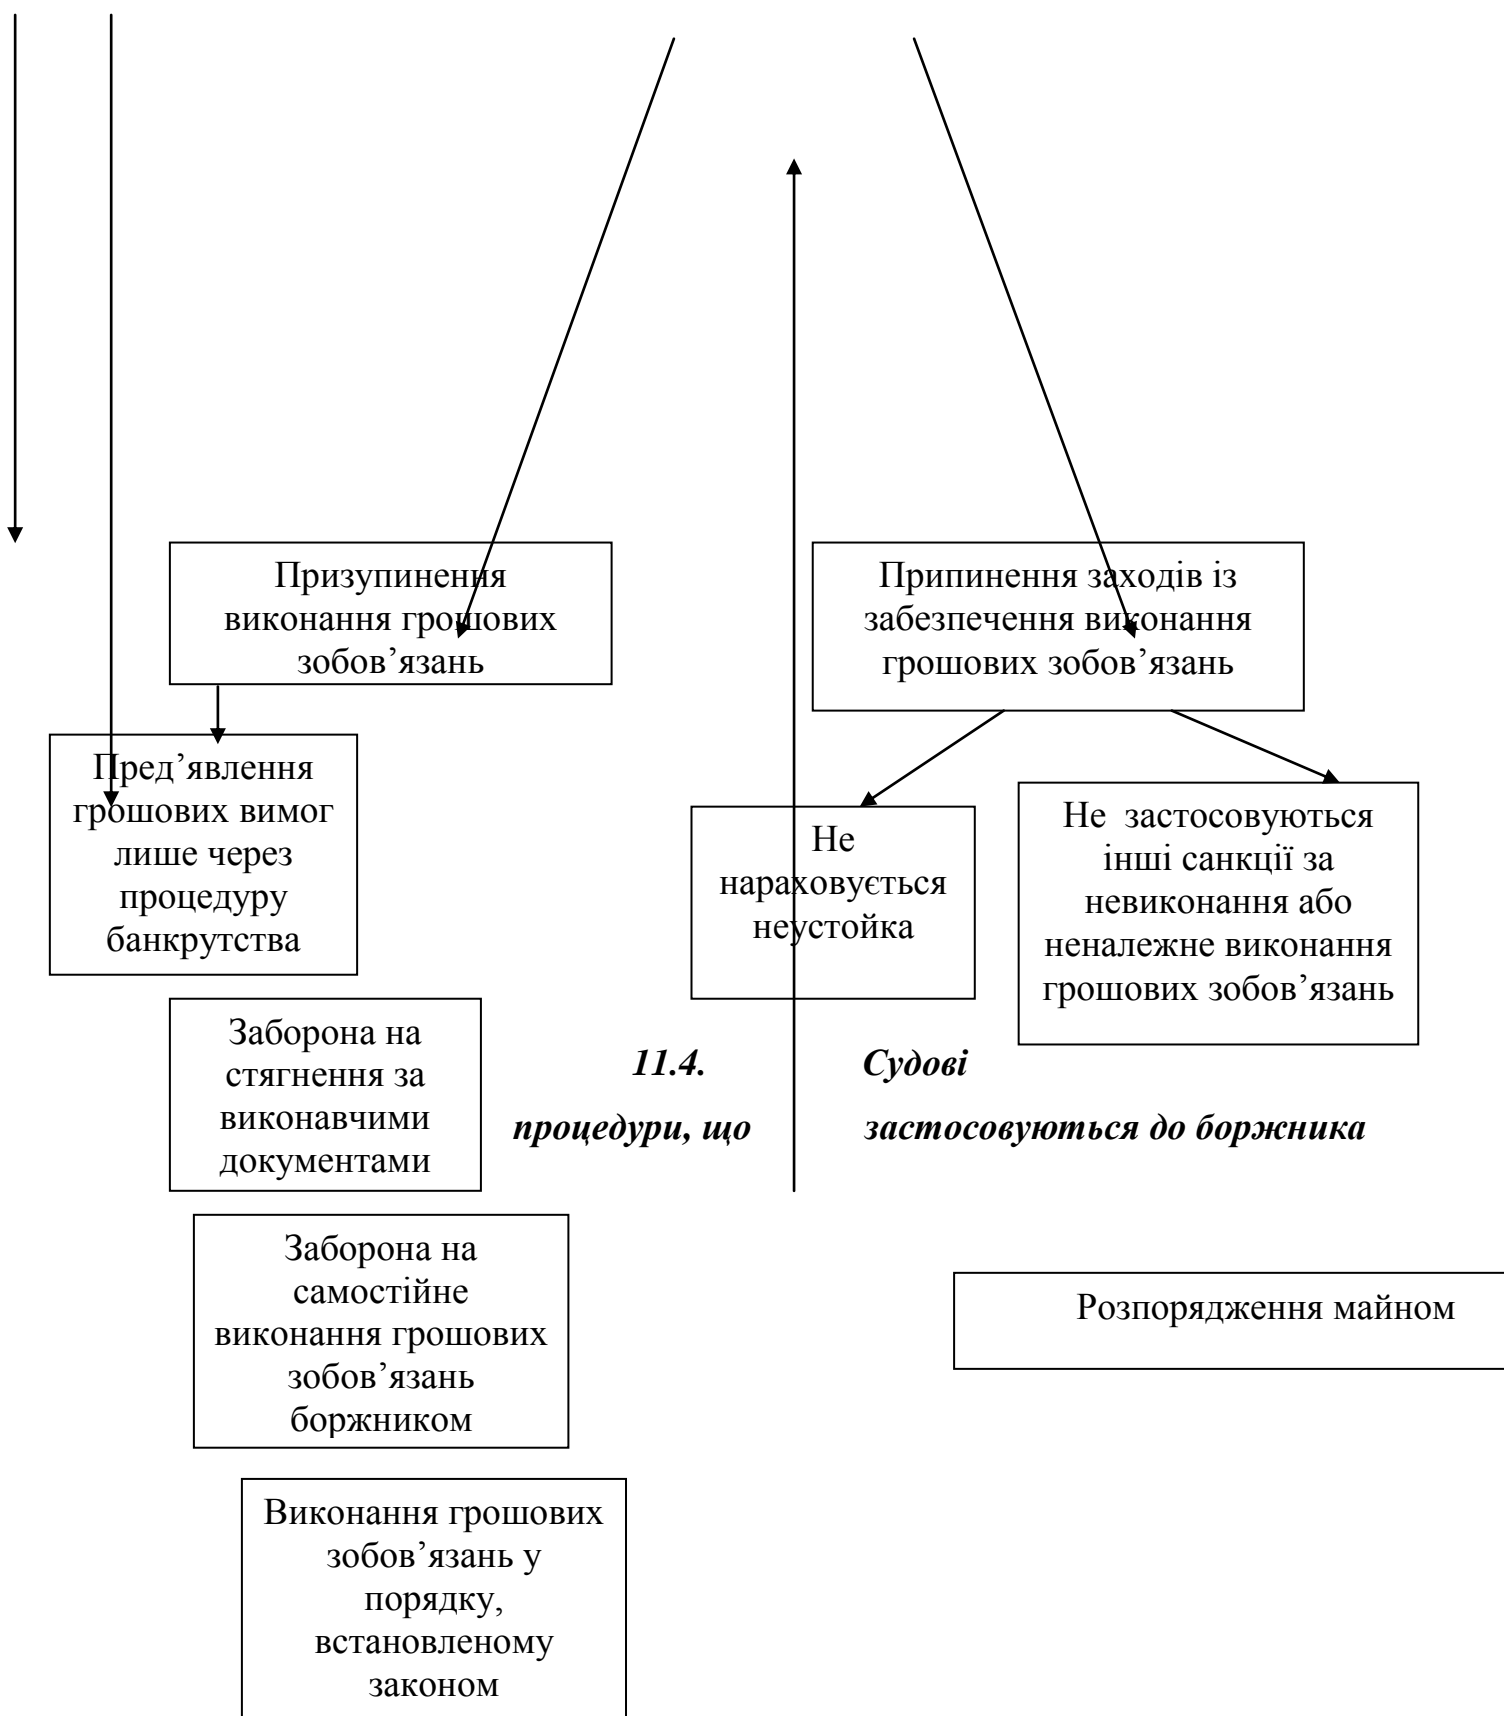 Призупинення
виконання грошових
зобов’язань
Припинення заходів із
забезпечення виконання
грошових зобов’язань
Пред’явлення
грошових вимог
лише через
процедуру
банкрутства
Не
нараховується
неустойка
Не застосовуються
інші санкції за
невиконання або
неналежне виконання
грошових зобов’язань
Заборона на
стягнення за
виконавчими
документами
11.4. Судові
процедури, що застосовуються до боржника
Заборона на
самостійне
виконання грошових
зобов’язань
боржником
Розпорядження майном
Виконання грошових
зобов’язань у
порядку,
встановленому
законом